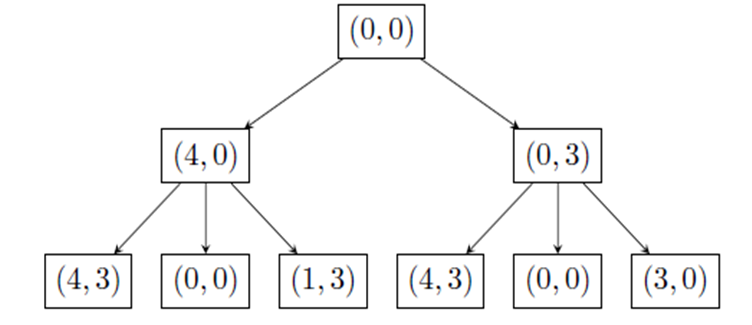 (0, 0)
(4, 0) (0, 3)
(4, 3) (0, 0) (1, 3) (4, 3) (0, 0) (3, 0)